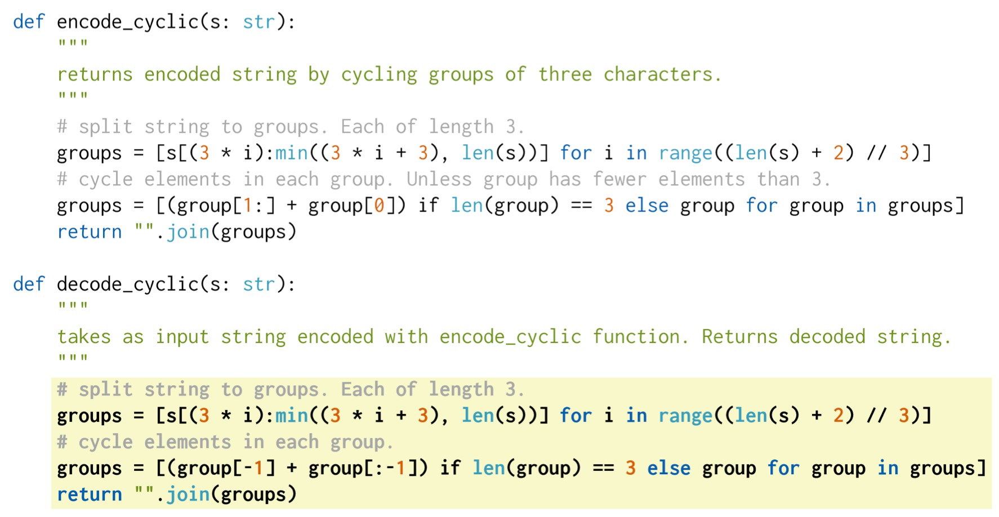 def encode_cyclic(s: str):
    """
    returns encoded string by cycling groups of three characters.
    """
    # split string to groups. Each of length 3.
    groups = [s[(3 * i):min((3 * i + 3), len(s))] for i in range((len(s) + 2) // 3)]
    # cycle elements in each group. Unless group has fewer elements than 3.
    groups = [(group[1:] + group[0]) if len(group) == 3 else group for group in groups]
    return "".join(groups)

def decode_cyclic(s: str):
    """
    takes as input string encoded with encode_cyclic function. Returns decoded string.
    """
    # split string to groups. Each of length 3.
    groups = [s[(3 * i):min((3 * i + 3), len(s))] for i in range((len(s) + 2) // 3)]
    # cycle elements in each group.
    groups = [(group[-1] + group[:-1]) if len(group) == 3 else group for group in groups]
    return "".join(groups)